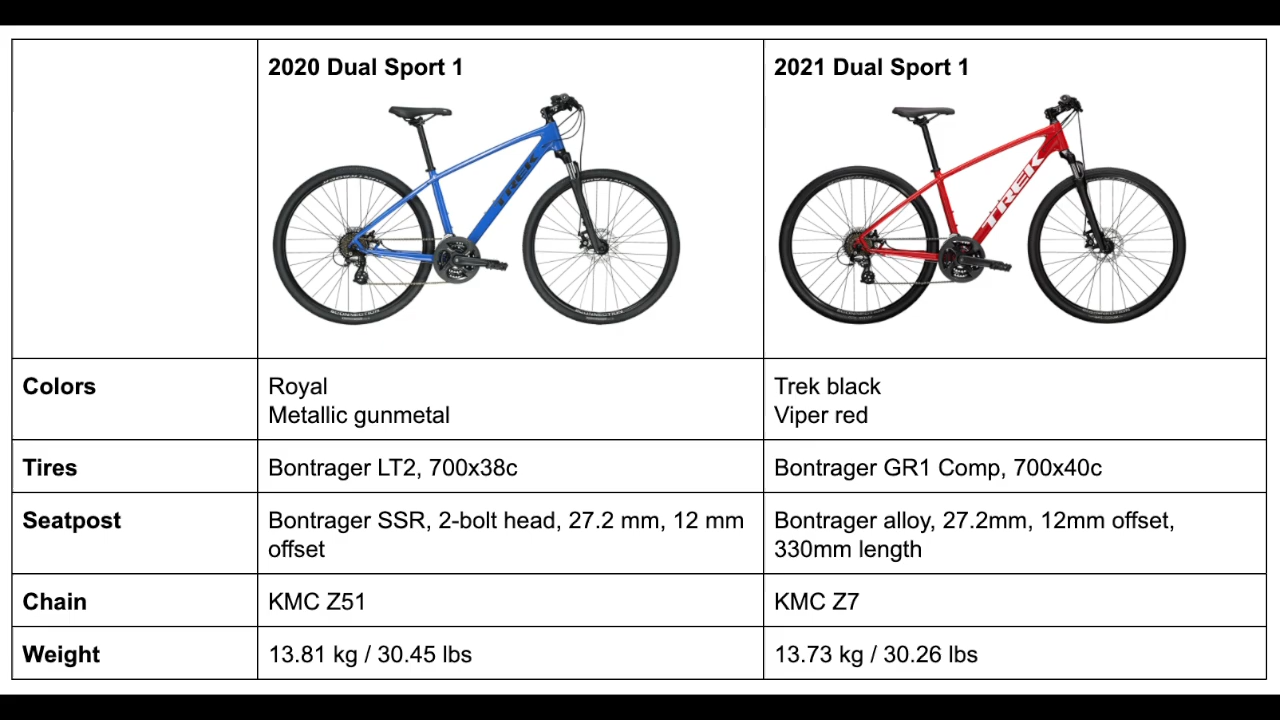 2020 Dual Sport 1
2021 Dual Sport 1
TREK
TREK
Colors
Royal
Metallic gunmetal
Trek black
Viper red
Tires
Bontrager LT2, 700x38c
Bontrager GR1 Comp, 700x40c
Seatpost
Bontrager SSR, 2-bolt head, 27.2 mm, 12 mm
offset
Bontrager alloy, 27.2mm, 12mm offset,
330mm length
Chain
KMC Z51
KMC Z7
Weight
13.81 kg / 30.45 lbs
13.73 kg / 30.26 lbs